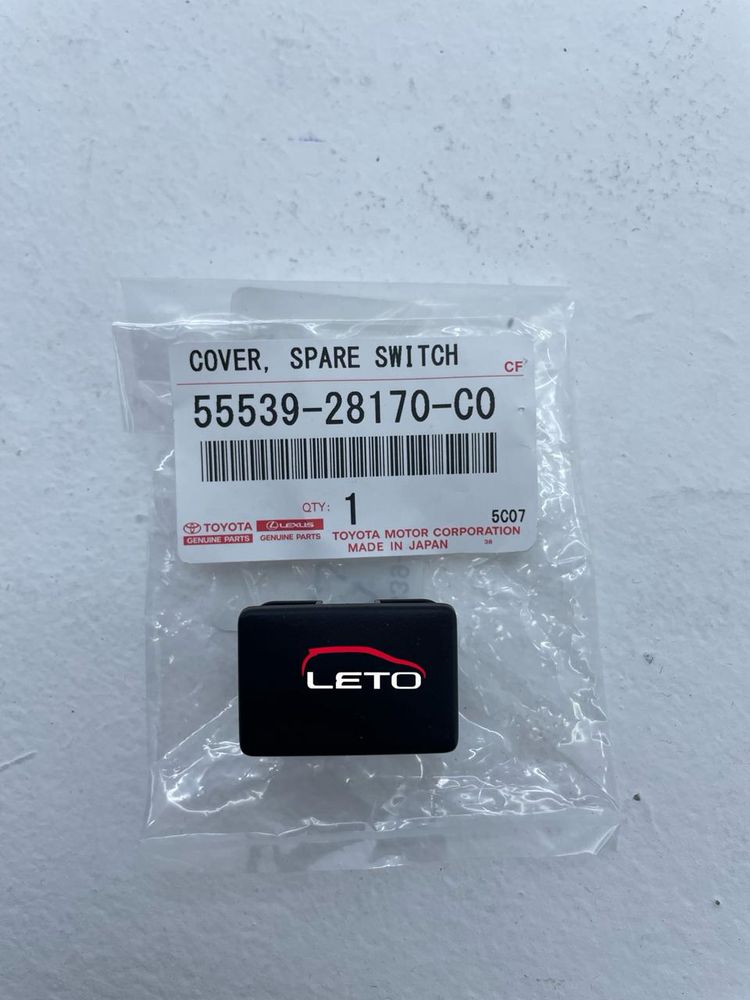 COVER, SPARE SWITCH
CF
55539-28170-C0
QTY: 1
5C07
TOYOTA
GENUINE PARTS
LEXUS
GENUINE PARTS
TOYOTA MOTOR CORPORATION
MADE IN JAPAN
38
LETO